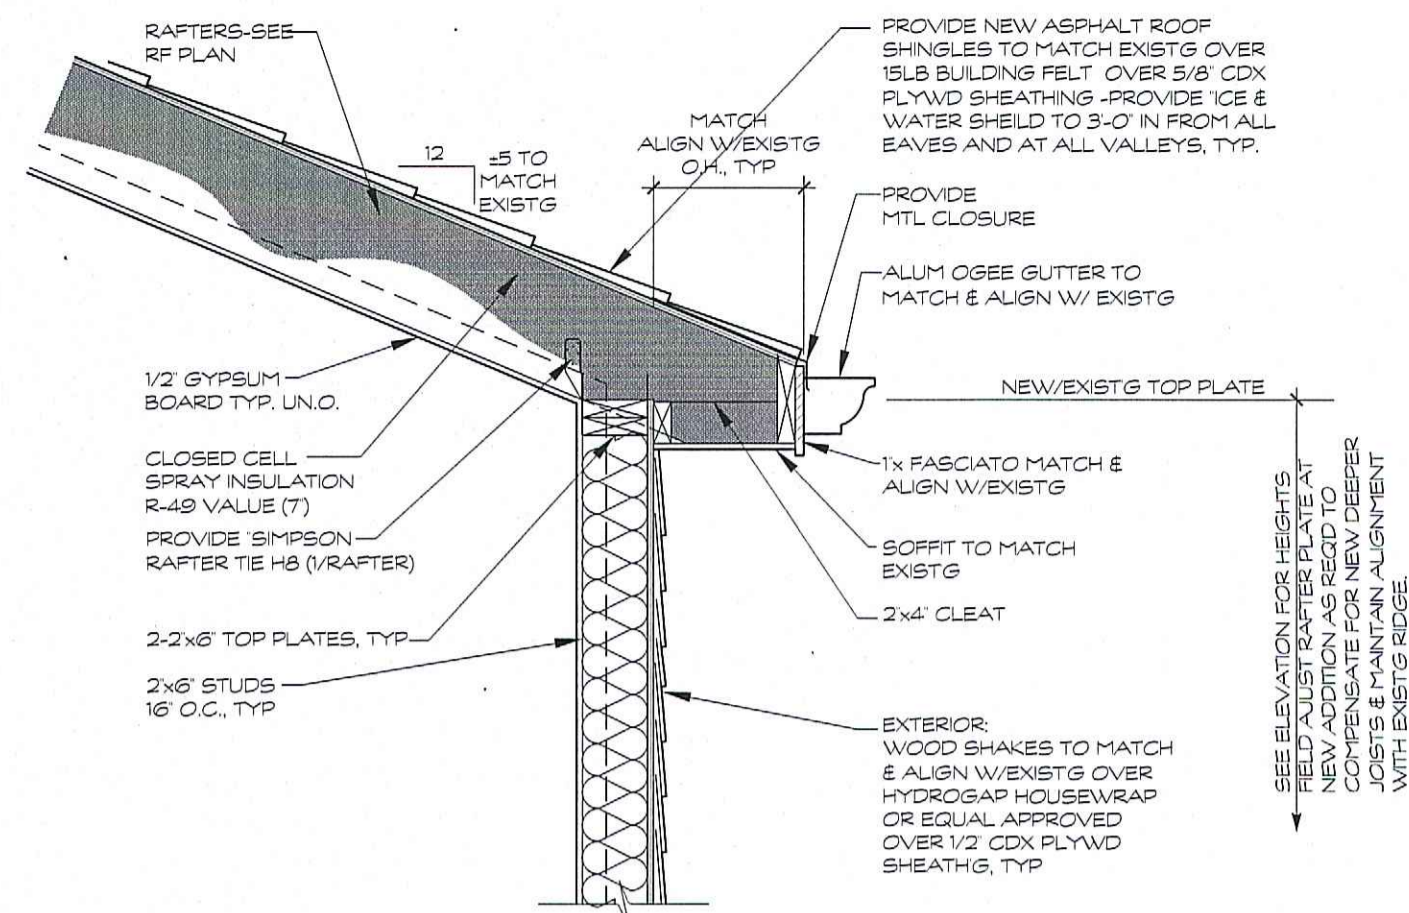 RAFTERS-SEE
RF PLAN
12
±5 TO
MATCH
EXISTG
MATCH
ALIGN W/EXISTG
O.H., TYP
PROVIDE NEW ASPHALT ROOF
SHINGLES TO MATCH EXISTG OVER
15LB BUILDING FELT OVER 5/8" CDX
PLYWD SHEATHING -PROVIDE "ICE &
WATER SHEILD TO 3'-0" IN FROM ALL
EAVES AND AT ALL VALLEYS, TYP.
PROVIDE
MTL CLOSURE
ALUM OGEE GUTTER TO
MATCH & ALIGN W/ EXISTG
NEW/EXISTG TOP PLATE
1/2" GYPSUM
BOARD TYP. UN.O.
CLOSED CELL
SPRAY INSULATION
R-49 VALUE (7")
PROVIDE "SIMPSON
RAFTER TIE H8 (1/RAFTER)
2-2"x6" TOP PLATES, TYP
2"x6" STUDS
16" O.C., TYP
1"x FASCIATO MATCH &
ALIGN W/EXISTG
SOFFIT TO MATCH
EXISTG
2"x4" CLEAT
EXTERIOR:
WOOD SHAKES TO MATCH
& ALIGN W/EXISTG OVER
HYDROGAP HOUSEWRAP
OR EQUAL APPROVED
OVER 1/2" CDX PLYWD
SHEATH'G, TYP
SEE ELEVATION FOR HEIGHTS
FIELD AJUST RAFTER PLATE AT
NEW ADDITION AS REQD TO
COMPENSATE FOR NEW DEEPER
JOISTS & MAINTAIN ALIGNMENT
WITH EXISTG RIDGE.